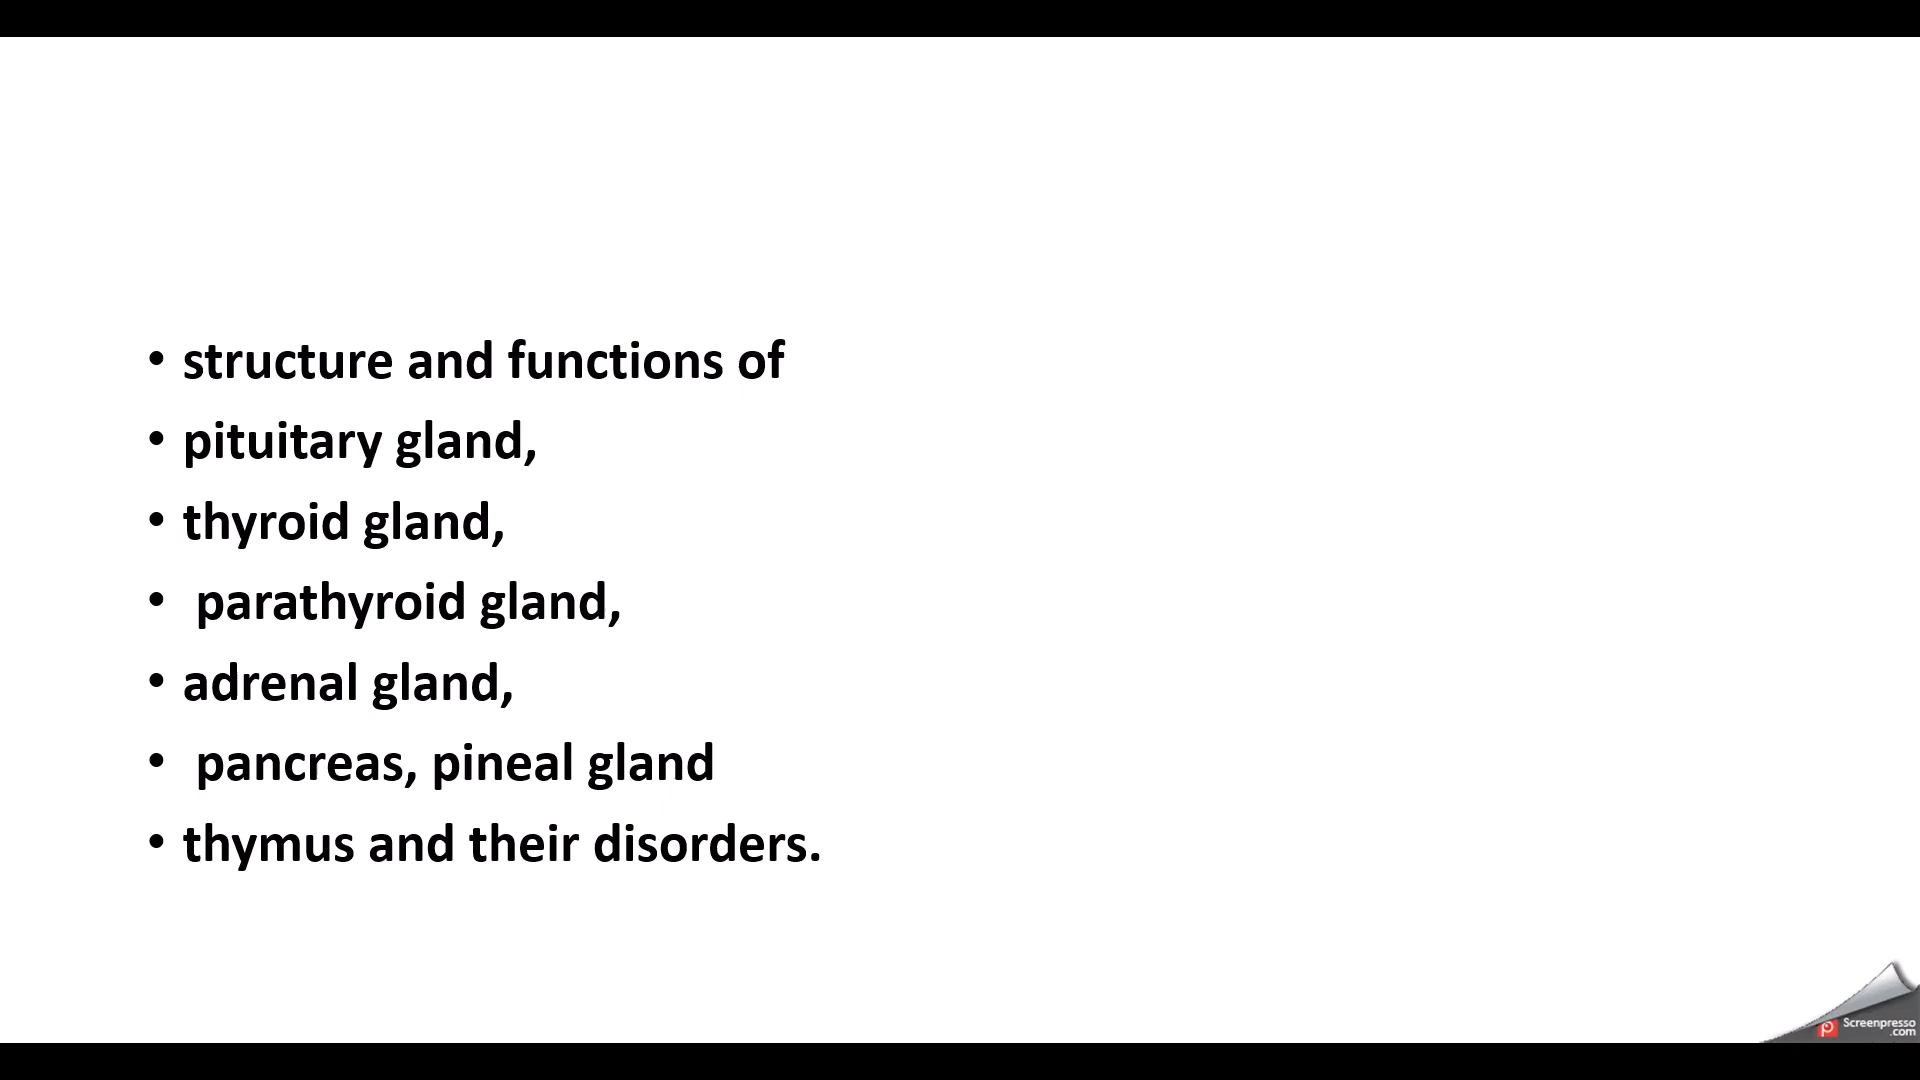 • structure and functions of
• pituitary gland,
• thyroid gland,
• parathyroid gland,
• adrenal gland,
• pancreas, pineal gland
• thymus and their disorders.
Screenpresso
.com